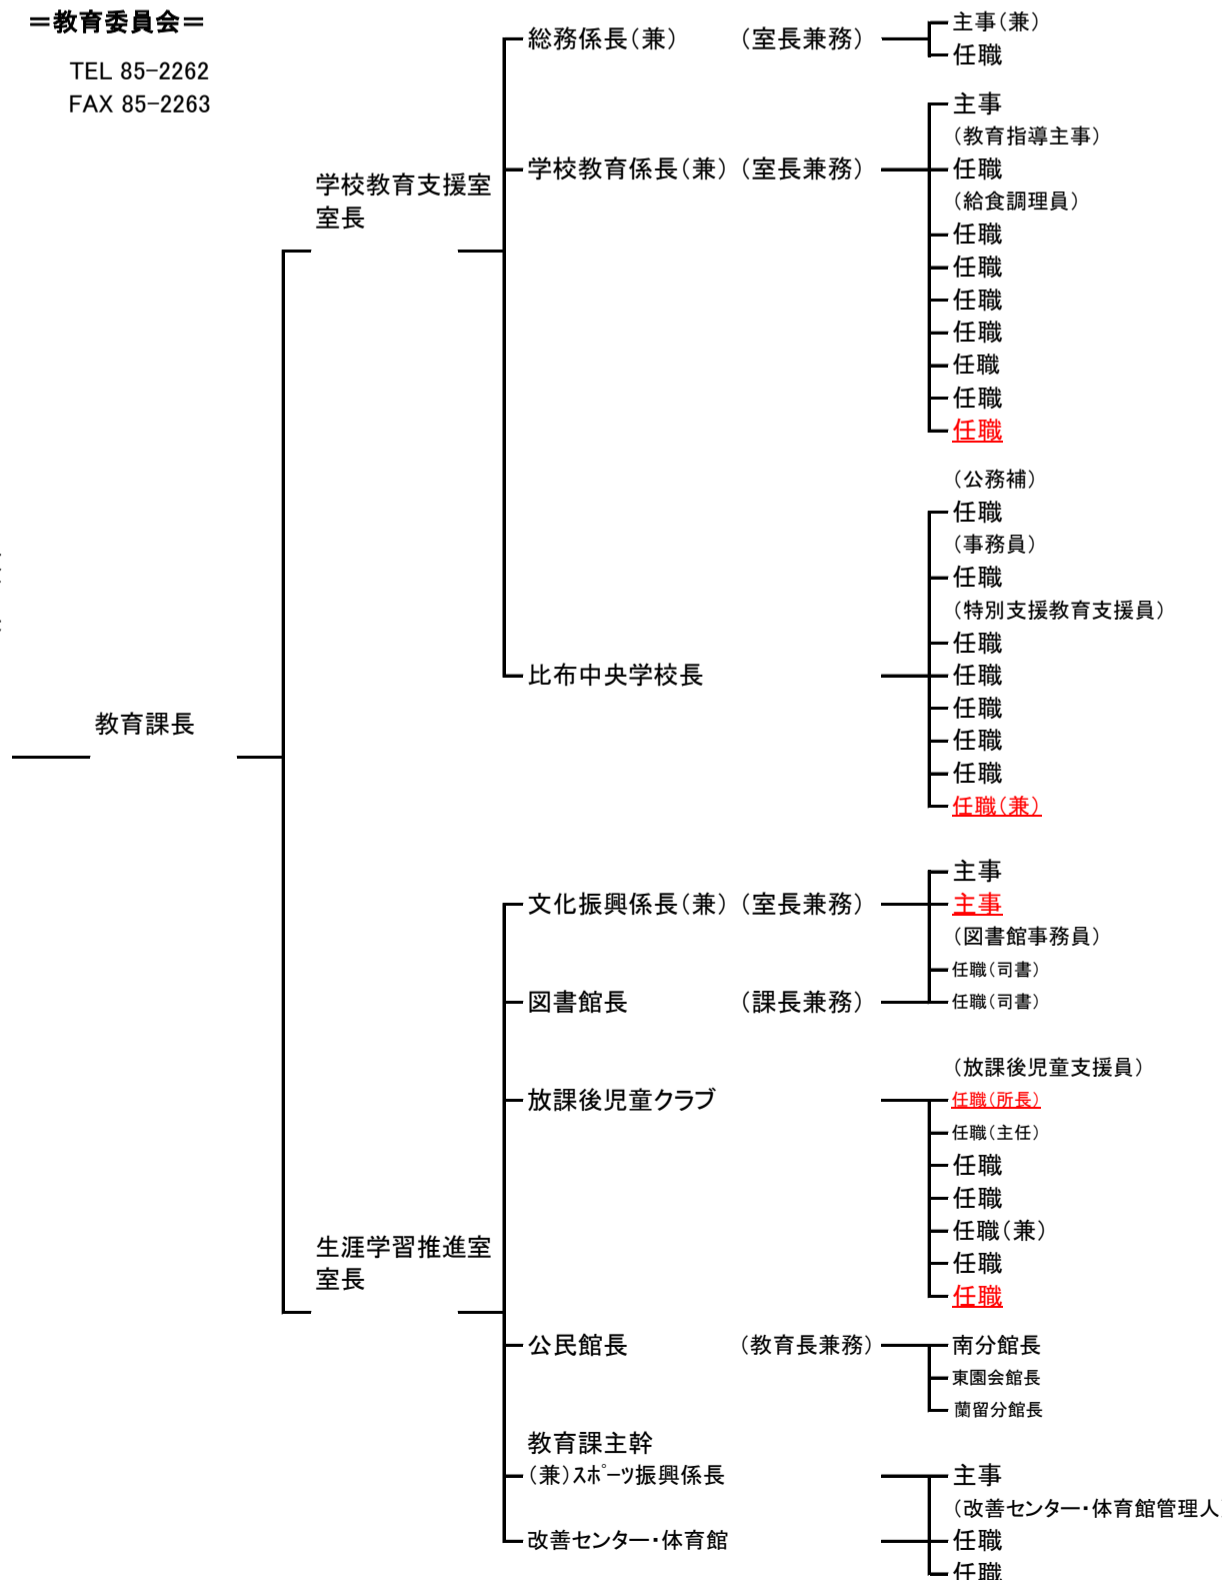 ＝教育委員会＝
TEL 85-2262
FAX 85-2263
教育課長
学校教育支援室
室長
総務係長(兼) (室長兼務)
主事(兼)
任職
学校教育係長(兼) (室長兼務)
主事
(教育指導主事)
任職
(給食調理員)
任職
任職
任職
任職
任職
任職
任職
比布中央学校長
(公務補)
任職
(事務員)
任職
(特別支援教育支援員)
任職
任職
任職
任職
任職
任職(兼)
生涯学習推進室
室長
文化振興係長(兼) (室長兼務)
主事
主事
(図書館事務員)
任職(司書)
図書館長 (課長兼務)
任職(司書)
放課後児童クラブ
(放課後児童支援員)
任職(所長)
任職(主任)
任職
任職
任職(兼)
任職
任職
公民館長 (教育長兼務)
南分館長
東園会館長
蘭留分館長
教育課主幹
(兼)ｽﾎﾟｰﾂ振興係長
主事
(改善センター・体育館管理人)
改善センター・体育館
任職
任職